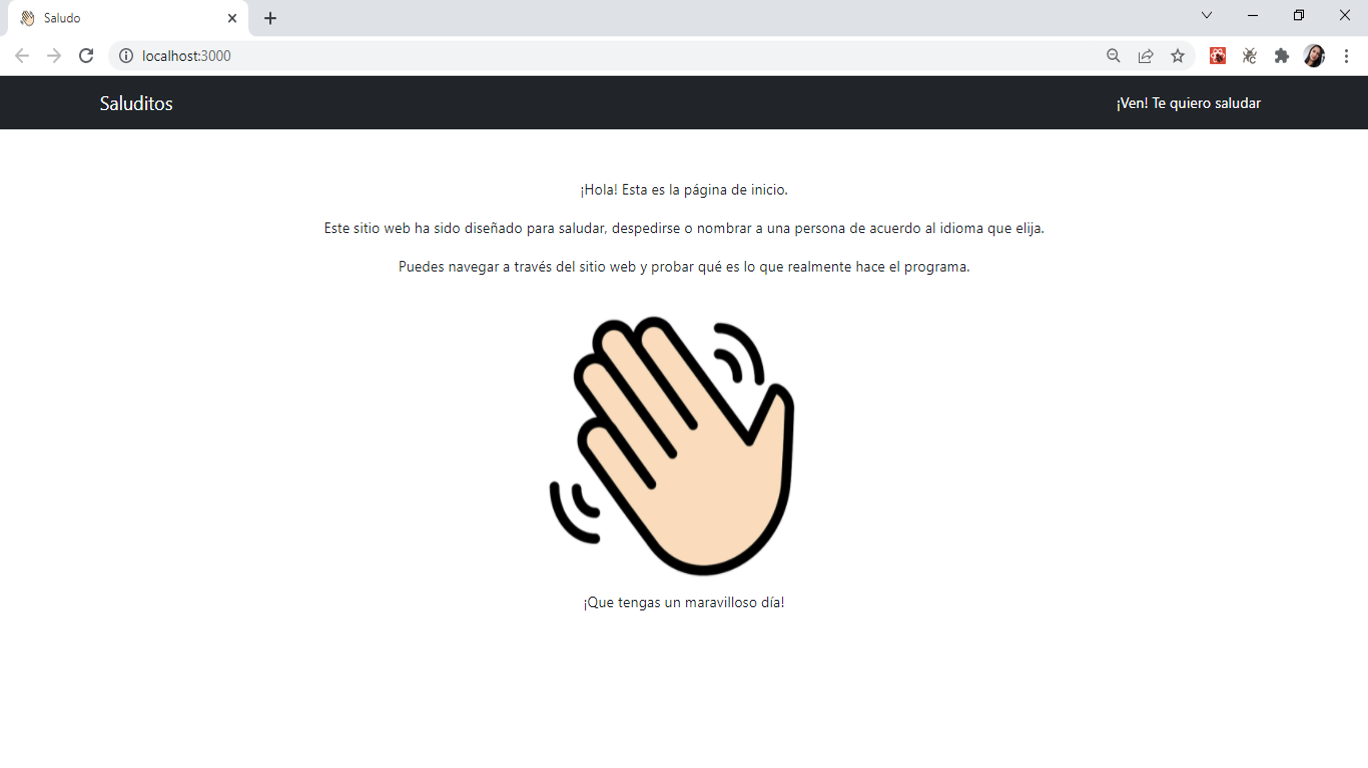 Saludo
localhost:3000
Saluditos
¡Ven! Te quiero saludar
¡Hola! Esta es la página de inicio.
Este sitio web ha sido diseñado para saludar, despedirse o nombrar a una persona de acuerdo al idioma que elija.
Puedes navegar a través del sitio web y probar qué es lo que realmente hace el programa.
¡Que tengas un maravilloso día!